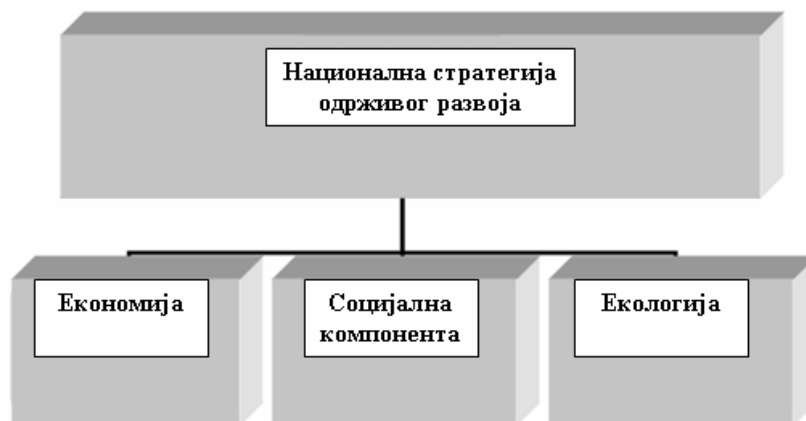 Национална стратегија
одрживог развоја
Економија
Социјална
компонента
Екологија